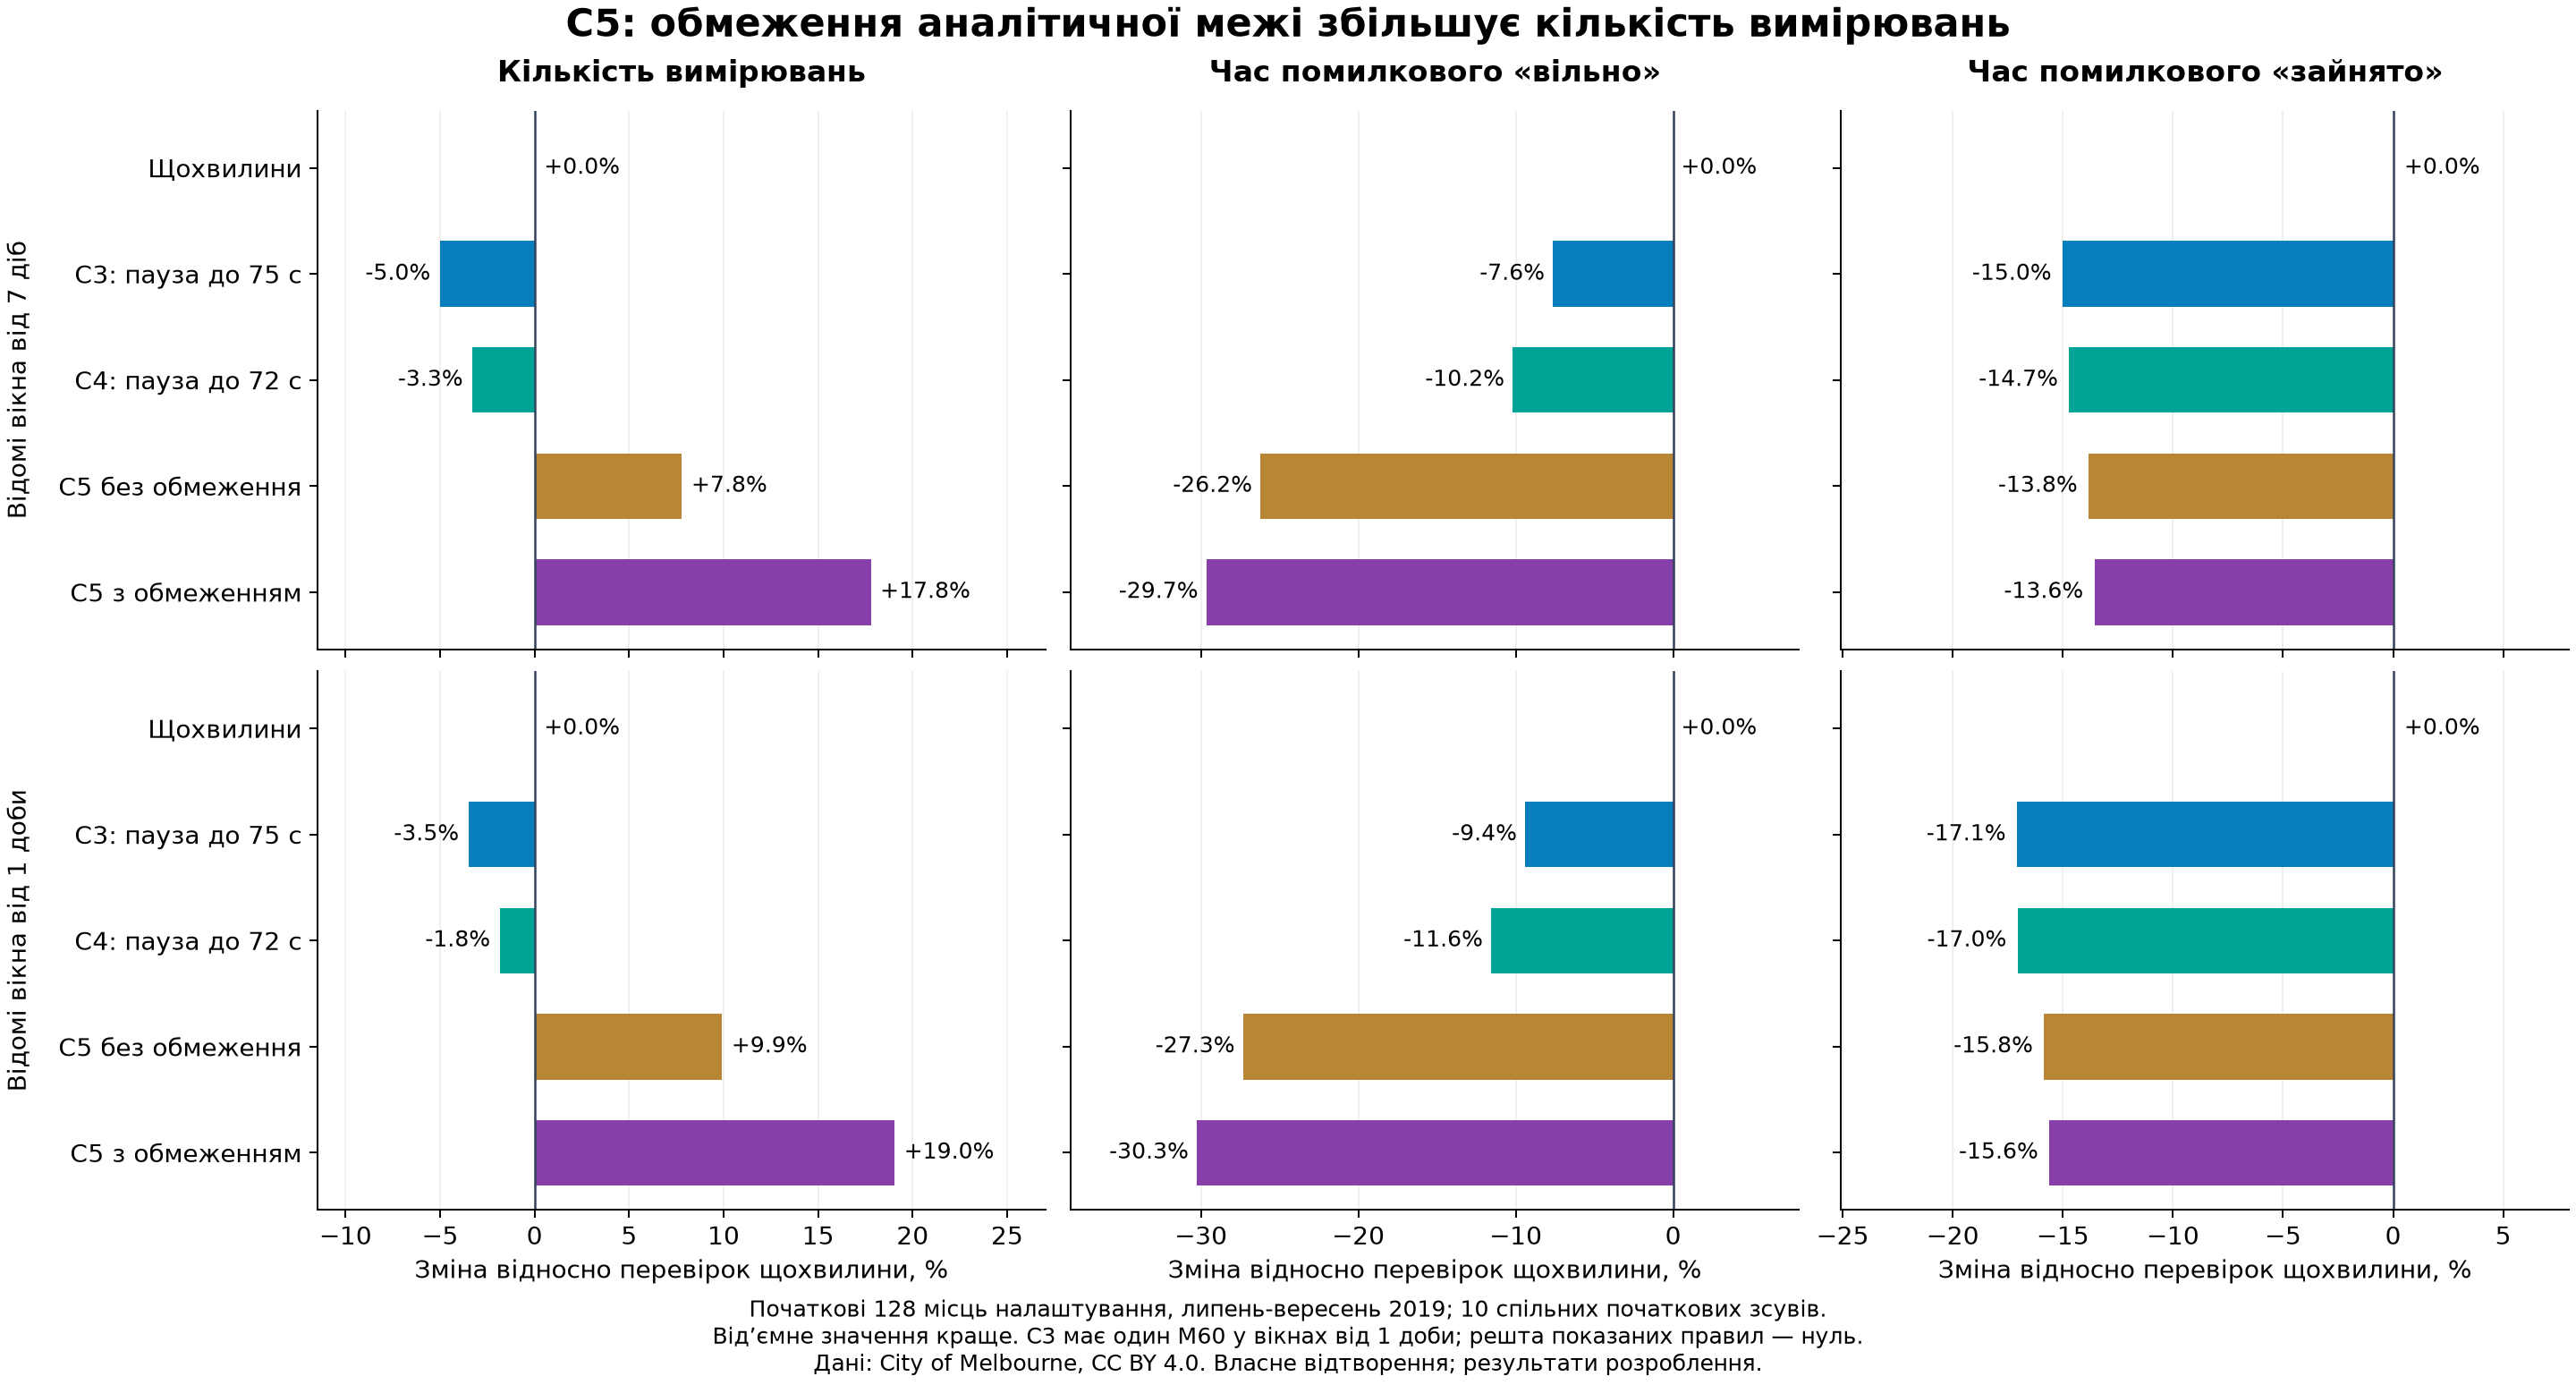 C5: обмеження аналітичної межі збільшує кількість вимірювань
Кількість вимірювань
Час помилкового «вільно»
Час помилкового «зайнято»
Відомі вікна від 7 діб
Щохвилини
+0.0%
+0.0%
+0.0%
C3: пауза до 75 с
-5.0%
-7.6%
-15.0%
C4: пауза до 72 с
-3.3%
-10.2%
-14.7%
C5 без обмеження
+7.8%
-26.2%
-13.8%
C5 з обмеженням
+17.8%
-29.7%
-13.6%
Відомі вікна від 1 доби
Щохвилини
+0.0%
+0.0%
+0.0%
C3: пауза до 75 с
-3.5%
-9.4%
-17.1%
C4: пауза до 72 с
-1.8%
-11.6%
-17.0%
C5 без обмеження
+9.9%
-27.3%
-15.8%
C5 з обмеженням
+19.0%
-30.3%
-15.6%
−10 −5 0 5 10 15 20 25
−30 −20 −10 0
−25 −20 −15 −10 −5 0 5
Зміна відносно перевірок щохвилини, %
Зміна відносно перевірок щохвилини, %
Зміна відносно перевірок щохвилини, %
Початкові 128 місць налаштування, липень-вересень 2019; 10 спільних початкових зсувів.
Від’ємне значення краще. C3 має один M60 у вікнах від 1 доби; решта показаних правил — нуль.
Дані: City of Melbourne, CC BY 4.0. Власне відтворення; результати розроблення.